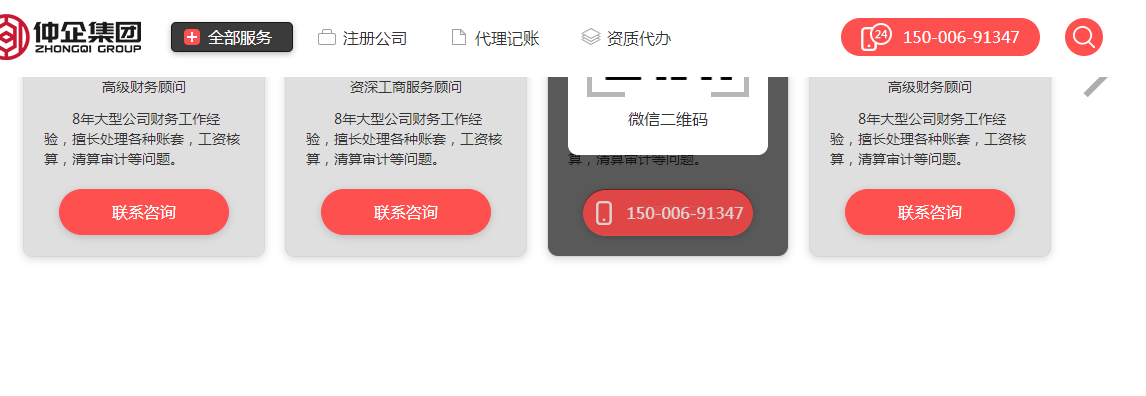 仲企集团
ZHONGQI GROUP
全部服务
注册公司
代理记账
资质代办
24
150-006-91347
高级财务顾问
8年大型公司财务工作经
验，擅长处理各种账套，工资核
算，清算审计等问题。
联系咨询
资深工商服务顾问
8年大型公司财务工作经
验，擅长处理各种账套，工资核
算，清算审计等问题。
联系咨询
微信二维码
算，清算审计等问题。
150-006-91347
高级财务顾问
8年大型公司财务工作经
验，擅长处理各种账套，工资核
算，清算审计等问题。
联系咨询